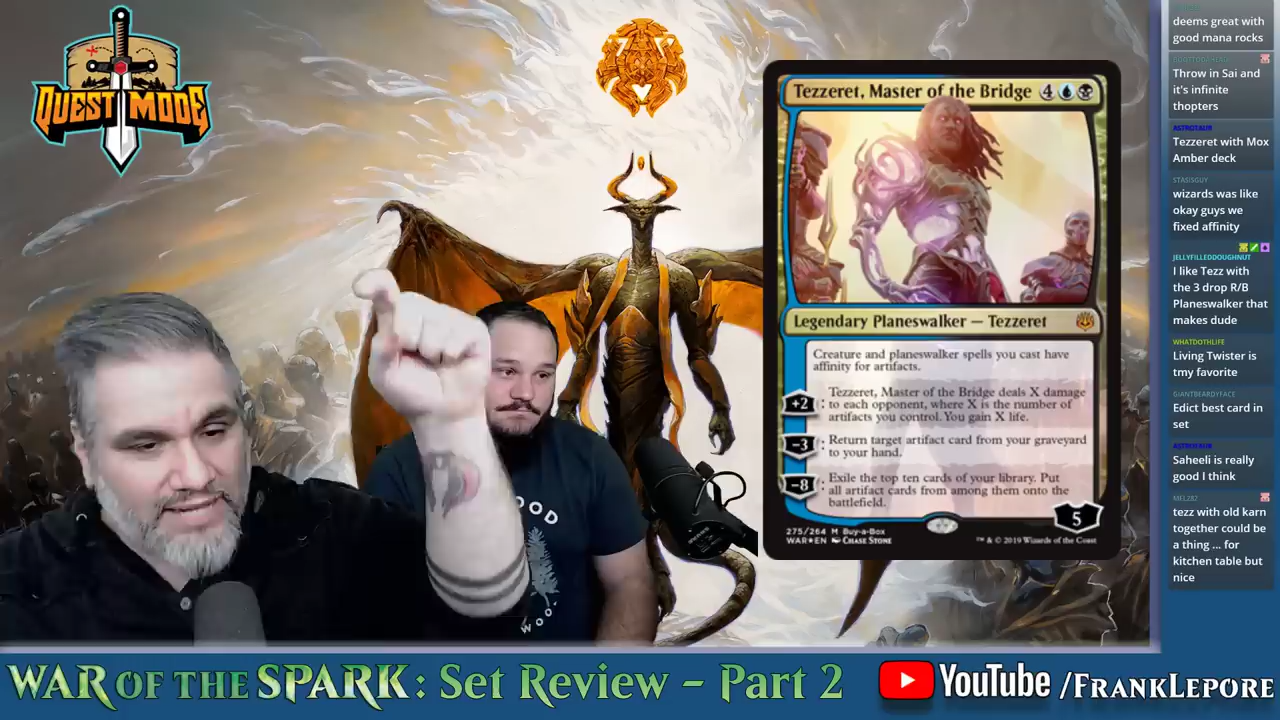 QUEST MODE
Tezzeret, Master of the Bridge 4
Legendary Planeswalker — Tezzeret
Creature and planeswalker spells you cast have
affinity for artifacts.
+2: Tezzeret, Master of the Bridge deals X damage
to each opponent, where X is the number of
artifacts you control. You gain X life.
-3: Return target artifact card from your graveyard
to your hand.
-8: Exile the top ten cards of your library. Put
all artifact cards from among them onto the
battlefield.
5
275/264 M Buy-a-Box
WAR★EN Chase Stone
™ & © 2019 Wizards of the Coast
deems great with
good mana rocks
Throw in Sai and
it's infinite
thopters
Tezzeret with Mox
Amber deck
STASISGUY
wizards was like
okay guys we
fixed affinity
JELLYFILLEDDOUGHNUT
I like Tezz with
the 3 drop R/B
Planeswalker that
makes dude
WHATDOTHLIFE
Living Twister is
tmy favorite
GIANTBEARDYFACE
Edict best card in
set
Saheeli is really
good I think
MEL282
tezz with old karn
together could be
a thing ... for
kitchen table but
nice
OOD
WOO
WAR OF THE SPARK: Set Review - Part 2
YouTube /FRANKLEPORE